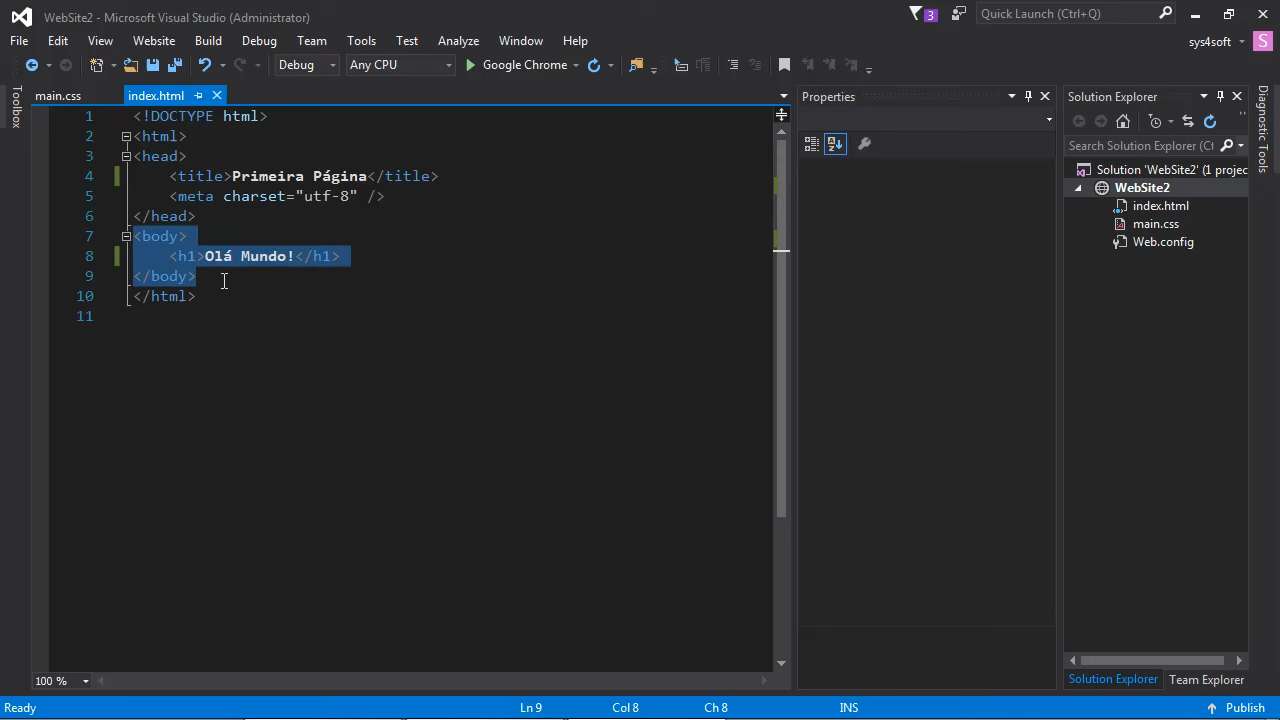 WebSite2 - Microsoft Visual Studio (Administrator)
3
Quick Launch (Ctrl+Q)
File Edit View Website Build Debug Team Tools Test Analyze Window Help
sys4soft
S
Debug
Any CPU
Google Chrome
Toolbox
main.css
index.html
1 <!DOCTYPE html>
2 <html>
3 <head>
4 <title>Primeira Página</title>
5 <meta charset="utf-8" />
6 </head>
7 <body>
8 <h1>Olá Mundo!</h1>
9 </body>
10 </html>
11
100 %
Properties
Solution Explorer
Search Solution Explorer (Ct
Solution 'WebSite2' (1 projec
WebSite2
index.html
main.css
Web.config
Solution Explorer
Team Explorer
Diagnostic Tools
Ready
Ln 9
Col 8
Ch 8
INS
Publish